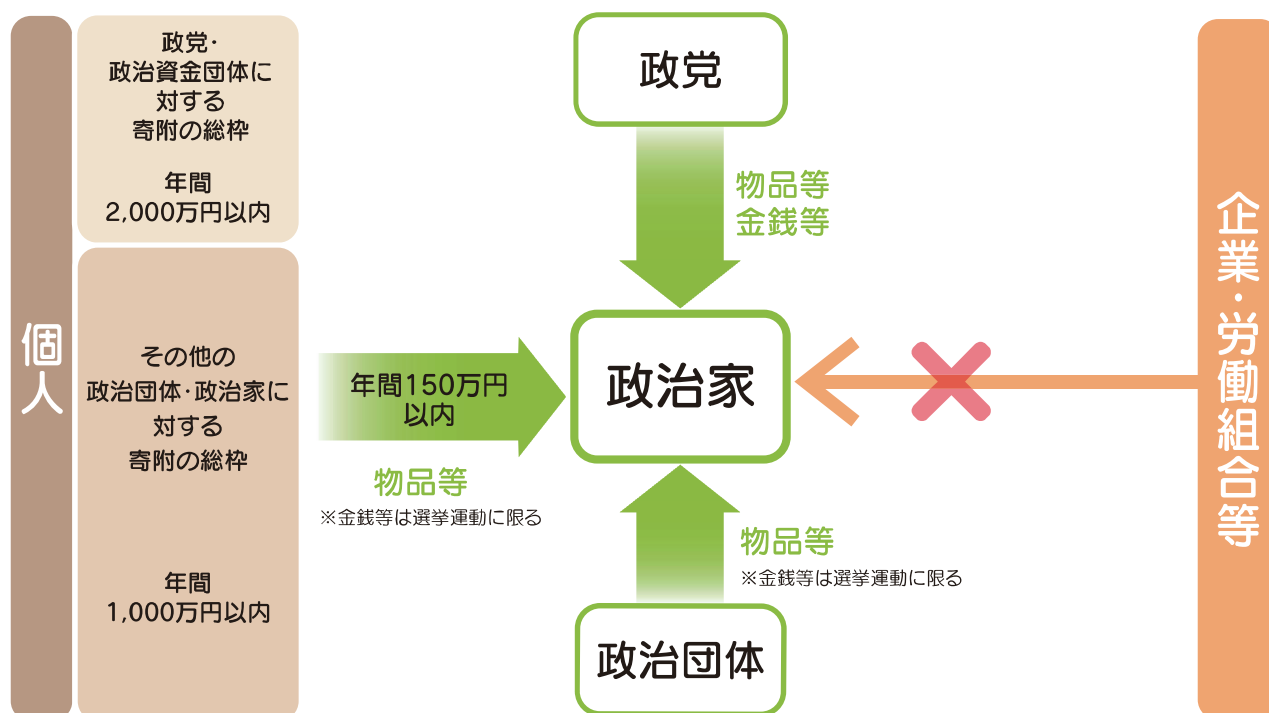 個人
政党・
政治資金団体に
対する
寄附の総枠
年間
2,000万円以内
その他の
政治団体・政治家に
対する
寄附の総枠
年間
1,000万円以内
年間150万円
以内
物品等
※金銭等は選挙運動に限る
政党
物品等
金銭等
政治家
物品等
※金銭等は選挙運動に限る
政治団体
企業・労働組合等